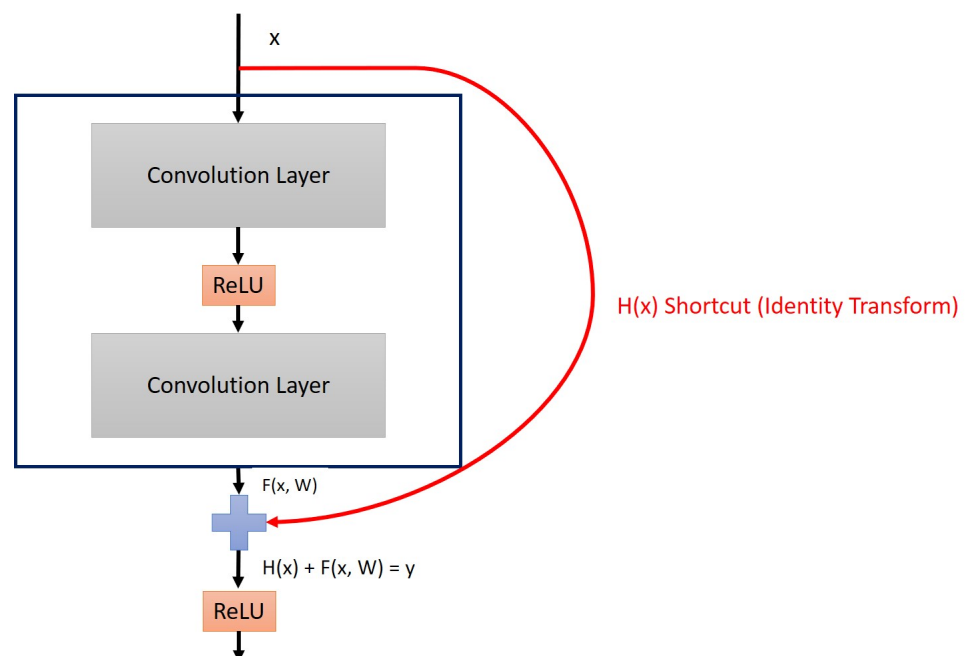 x
Convolution Layer
ReLU
H(x) Shortcut (Identity Transform)
Convolution Layer
F(x, W)
H(x) + F(x, W) = y
ReLU